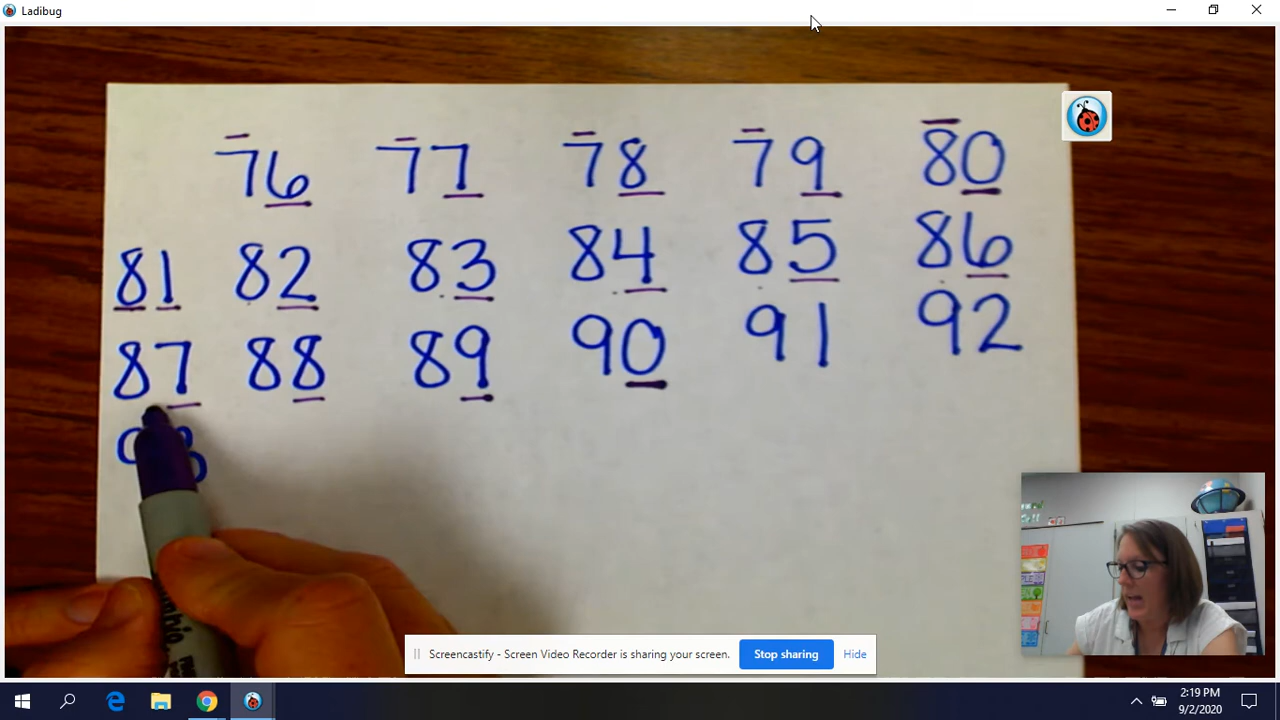 Ladibug
76 77 78 79 80
81 82 83 84 85 86
87 88 89 90 91 92
Screencastify - Screen Video Recorder is sharing your screen. Stop sharing Hide
2:19 PM
9/2/2020